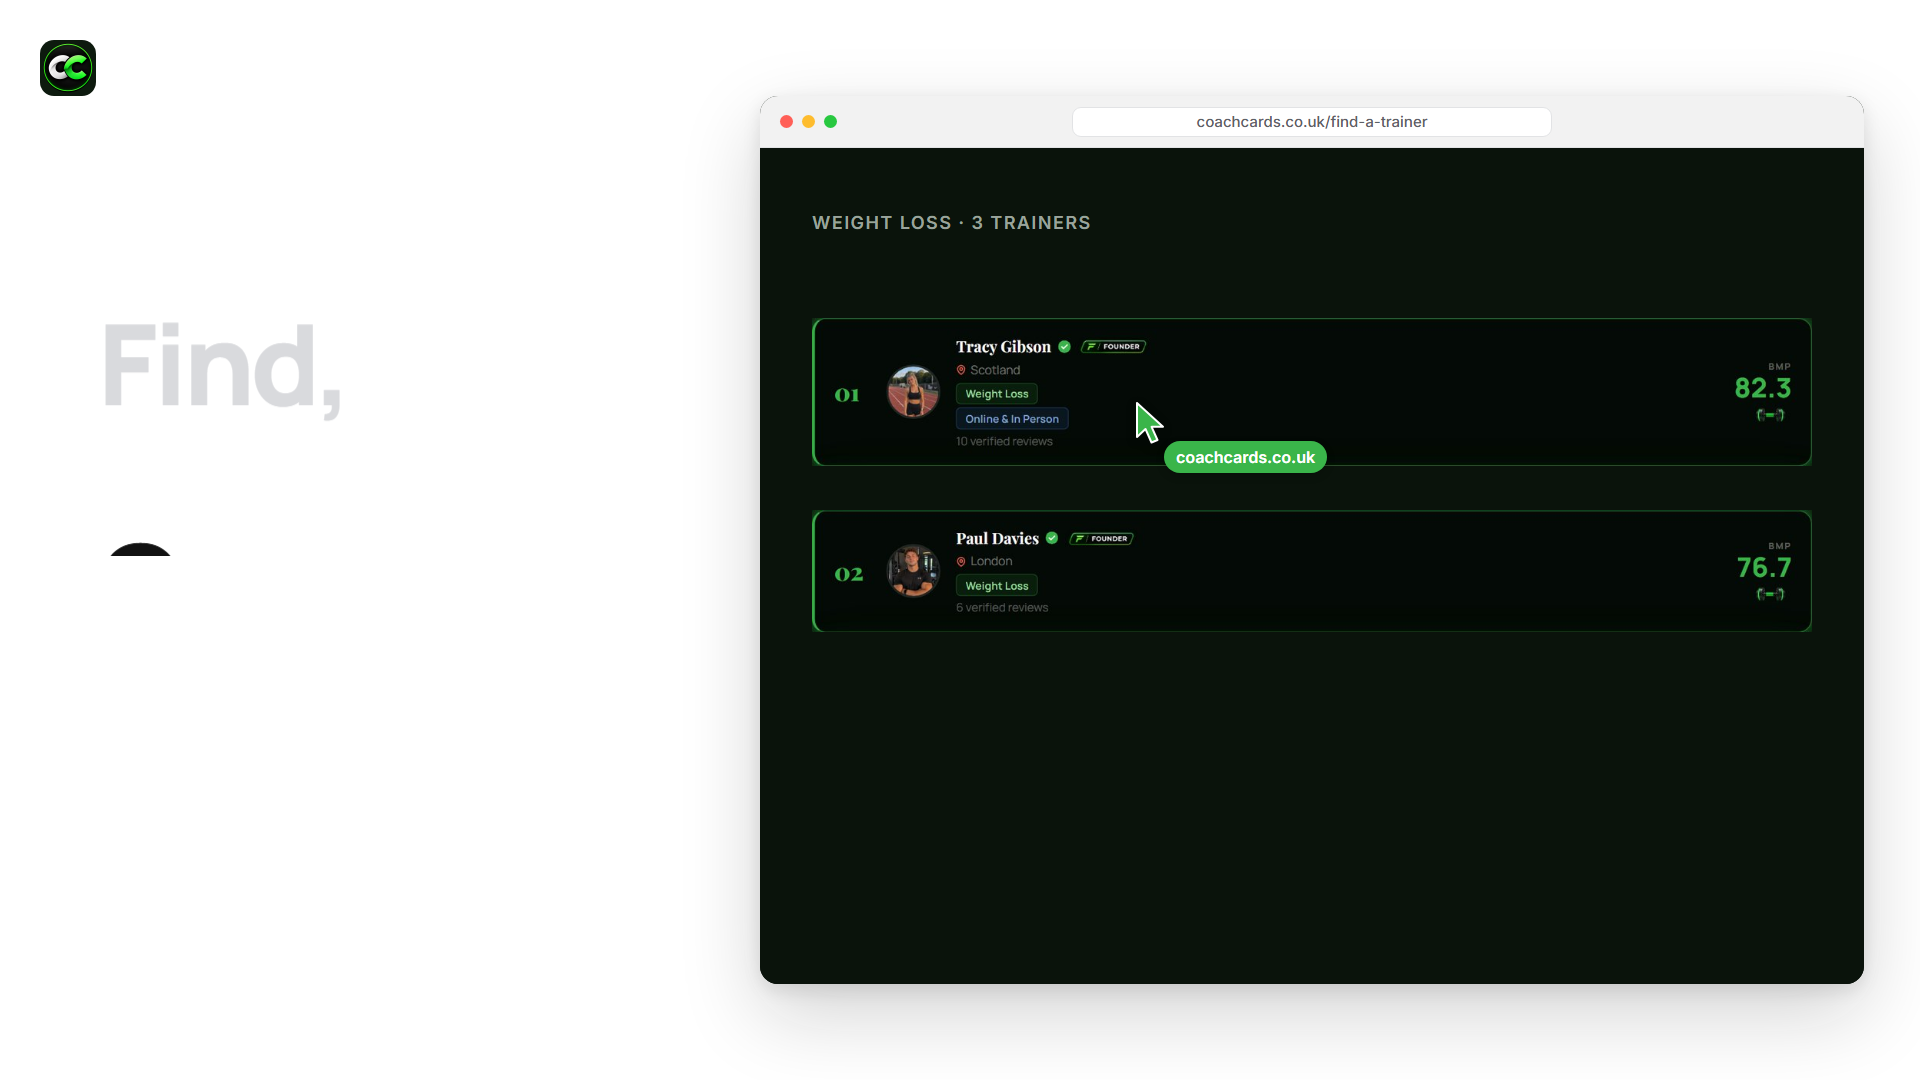 CC
Find,
coachcards.co.uk/find-a-trainer
WEIGHT LOSS · 3 TRAINERS
01
Tracy Gibson
FOUNDER
Scotland
Weight Loss
Online & In Person
10 verified reviews
BMP
82.3
coachcards.co.uk
02
Paul Davies
FOUNDER
London
Weight Loss
6 verified reviews
BMP
76.7